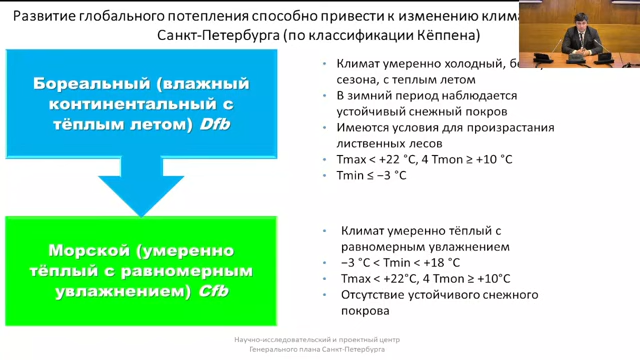 Развитие глобального потепления способно привести к изменению
Санкт-Петербурга (по классификации Кёппена)
Бореальный (влажный
континентальный с
тёплым летом) Dfb
• Климат умеренно холодный,
сезона, с теплым летом
• В зимний период наблюдается
устойчивый снежный покров
• Имеются условия для произрастания
лиственных лесов
• Tmax < +22 °C, 4 Tmon ≥ +10 °C
• Tmin ≤ −3 °C
Морской (умеренно
тёплый с равномерным
увлажнением) Cfb
• Климат умеренно тёплый с
равномерным увлажнением
• −3 °C < Tmin < +18 °C
• Tmax < +22°C, 4 Tmon ≥ +10°C
• Отсутствие устойчивого снежного
покрова
Научно-исследовательский и проектный центр
Генерального плана Санкт-Петербурга